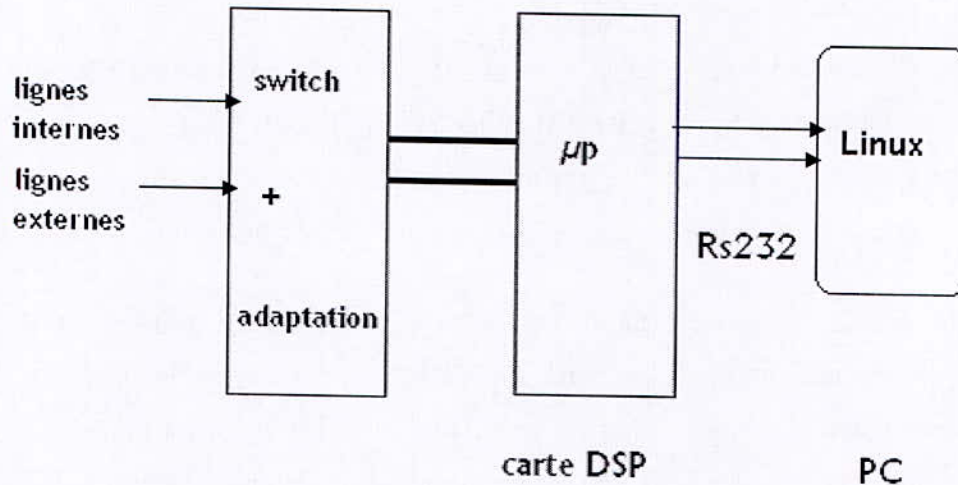 lignes
internes
lignes
externes
switch
+
adaptation
µp
Rs232
Linux
carte DSP
PC